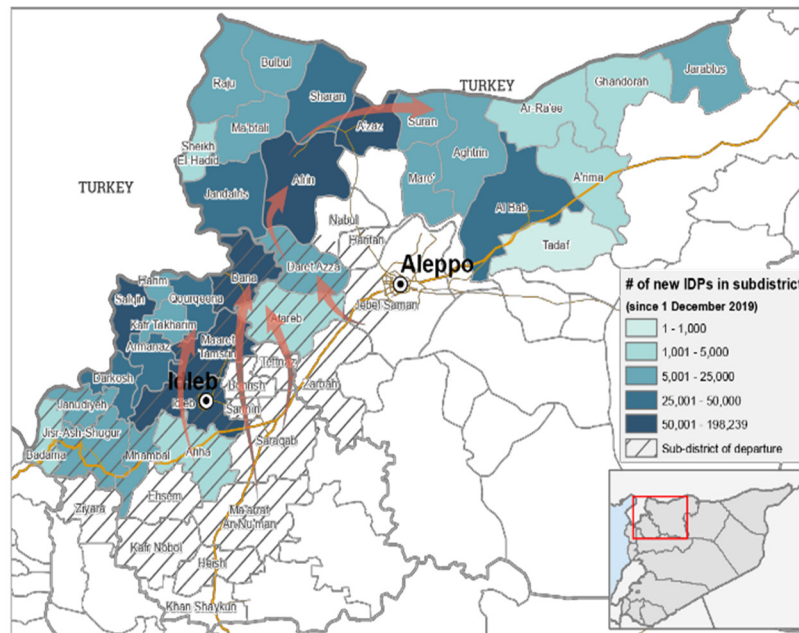 Bulbul
Raju
Sharan
TURKEY
Jarablus
Ghandorah
Ar-Ra'ee
Ma'btali
A'zaz
Suran
Sheikh
El Hadid
Aghtrin
TURKEY
Jandairis
Afrin
Mare'
A'rima
Al Bab
Nabul
Haritan
Tadaf
Daret Azza
Aleppo
Dana
Harim
Salqin
Qourqeena
Jebel Saman
Kafr Takharim
Atareb
Armanaz
Maaret
Tamsrin
Teftnaz
Darkosh
Idleb
Idleb
Bennsh
Zarbah
Sarmin
Janudiyeh
Jisr-Ash-Shugur
Saraqab
Badama
Mhambal
Ariha
Ehsem
Ziyara
Ma'arrat
An Nu'man
Kafr Nobol
Heish
Khan Shaykun
# of new IDPs in subdistrict
(since 1 December 2019)
1 - 1,000
1,001 - 5,000
5,001 - 25,000
25,001 - 50,000
50,001 - 198,239
Sub-district of departure